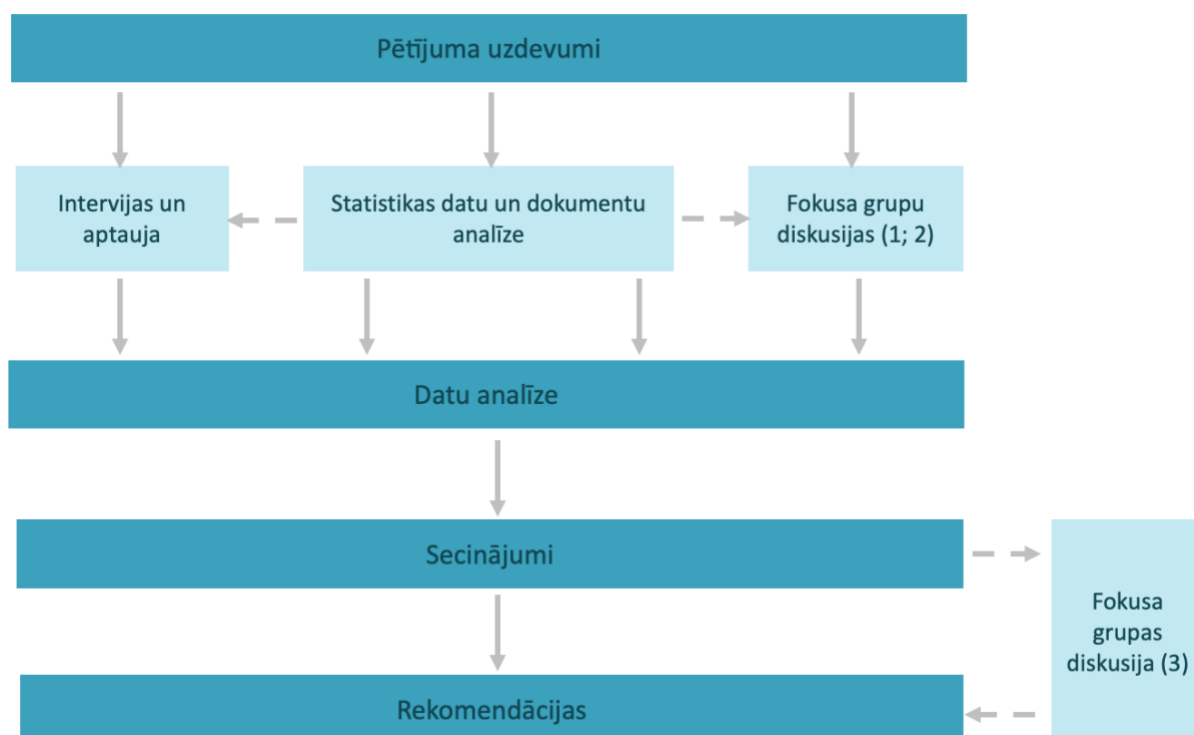 Pētījuma uzdevumi
Intervijas un
aptauja
Statistikas datu un dokumentu
analīze
Fokusa grupu
diskusijas (1; 2)
Datu analīze
Secinājumi
Fokusa
grupas
diskusija (3)
Rekomendācijas